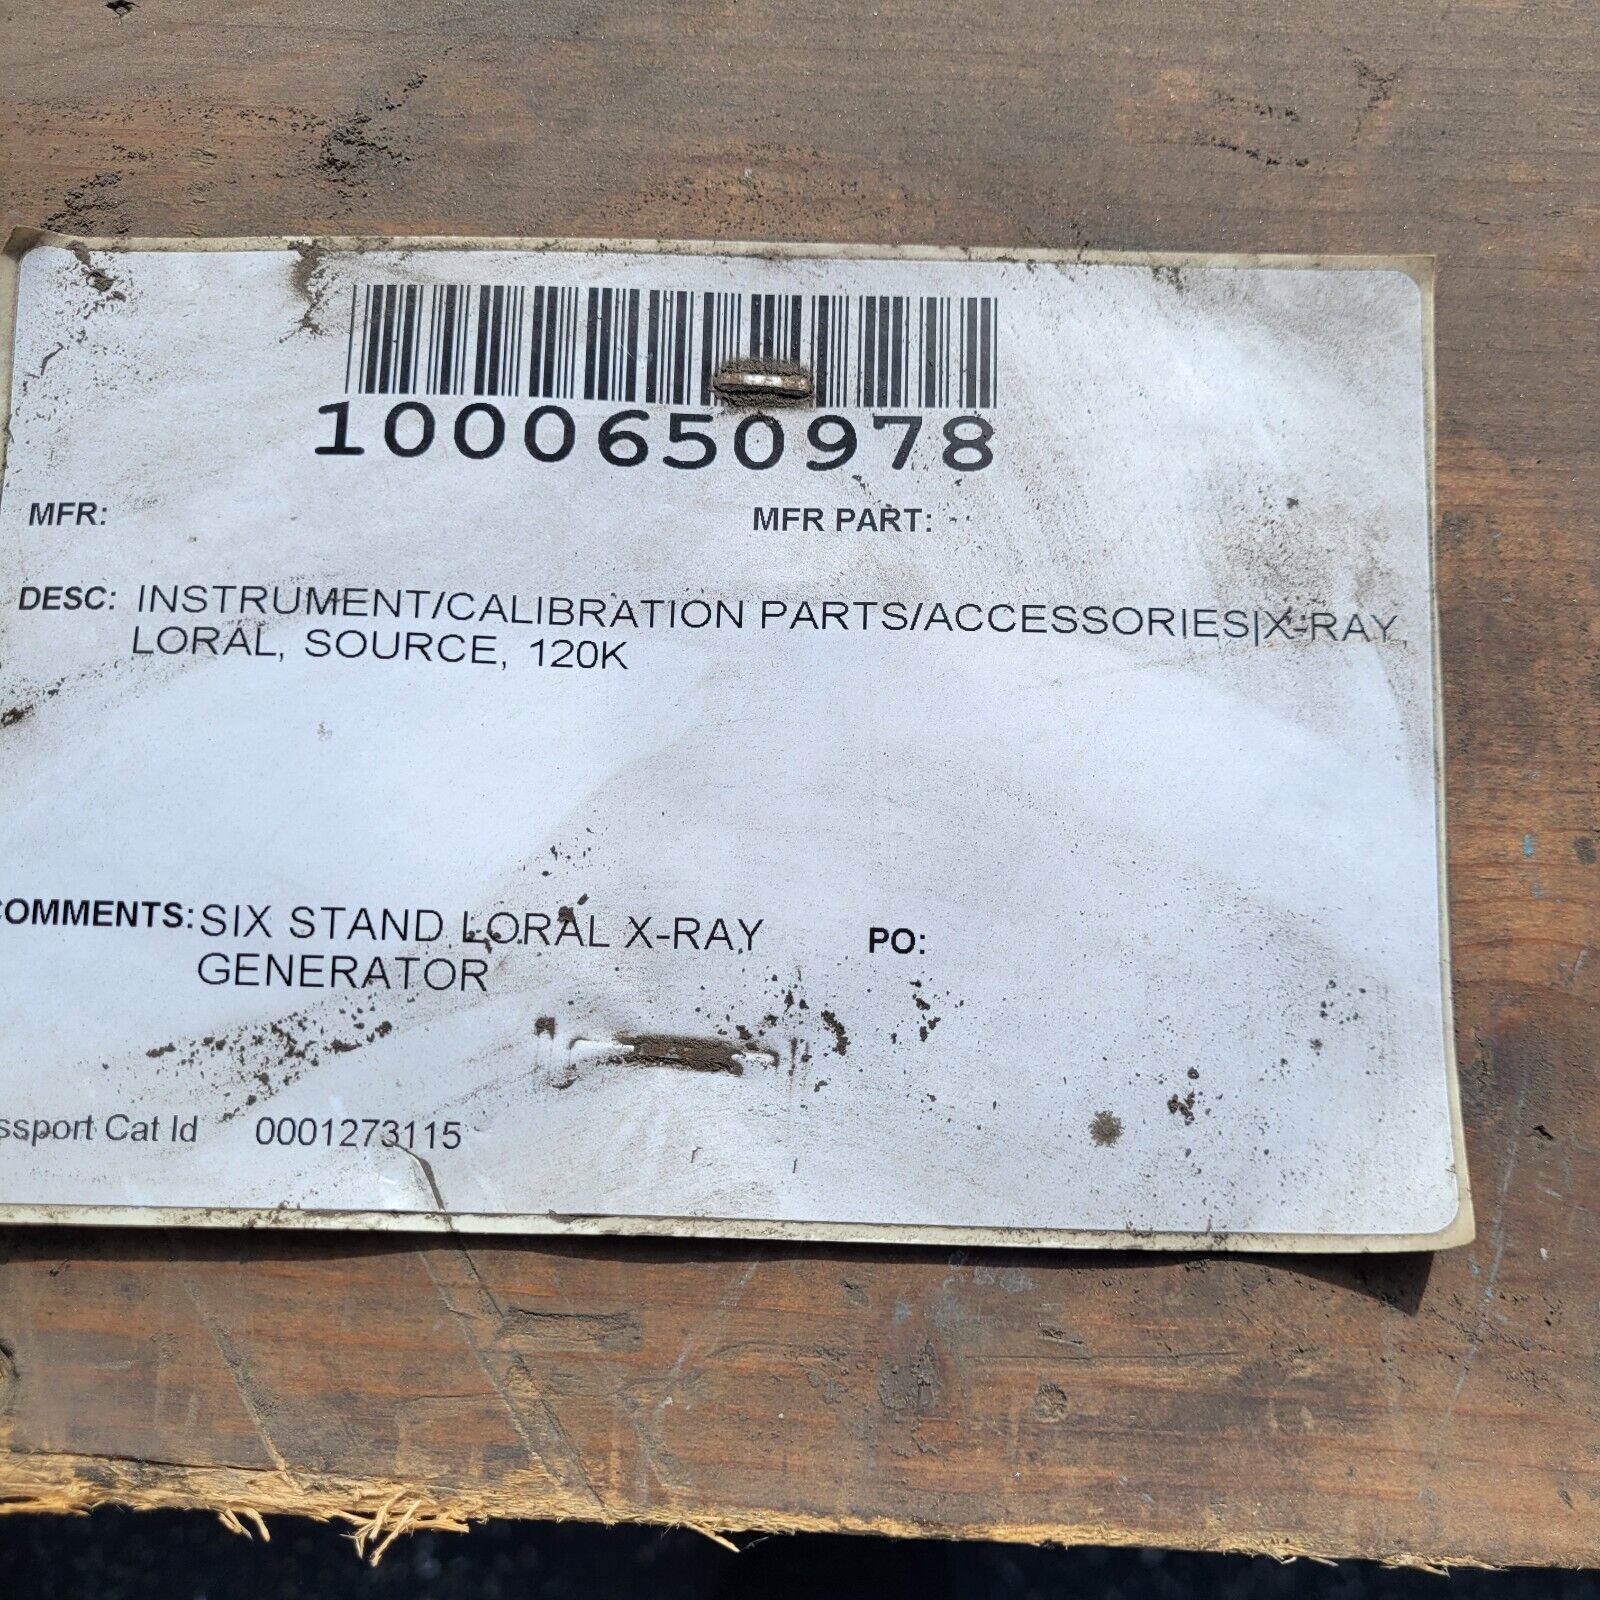 1000650978
MFR: MFR PART:
DESC: INSTRUMENT/CALIBRATION PARTS/ACCESSORIES|X-RAY,
LORAL, SOURCE, 120K
COMMENTS: SIX STAND LORAL X-RAY PO:
GENERATOR
ssport Cat Id 0001273115